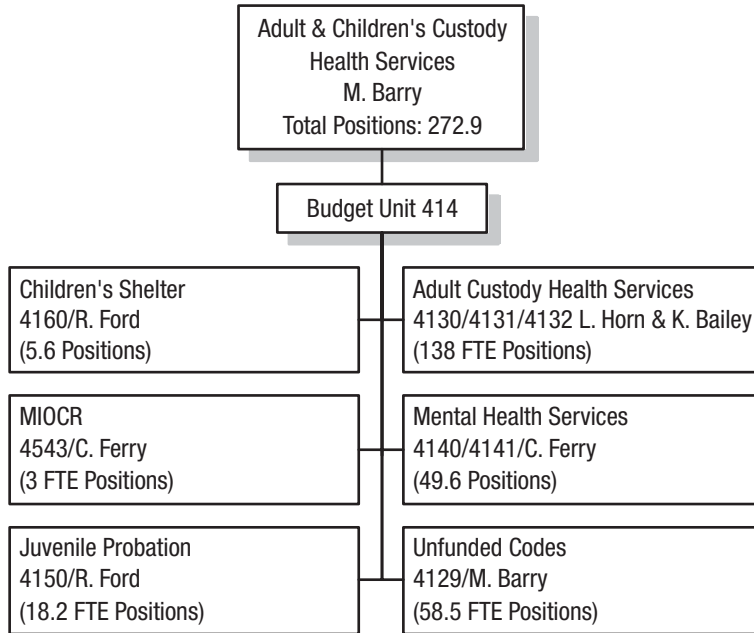 Adult & Children's Custody
Health Services
M. Barry
Total Positions: 272.9
Budget Unit 414
Children's Shelter
4160/R. Ford
(5.6 Positions)
Adult Custody Health Services
4130/4131/4132 L. Horn & K. Bailey
(138 FTE Positions)
MIOCR
4543/C. Ferry
(3 FTE Positions)
Mental Health Services
4140/4141/C. Ferry
(49.6 Positions)
Juvenile Probation
4150/R. Ford
(18.2 FTE Positions)
Unfunded Codes
4129/M. Barry
(58.5 FTE Positions)